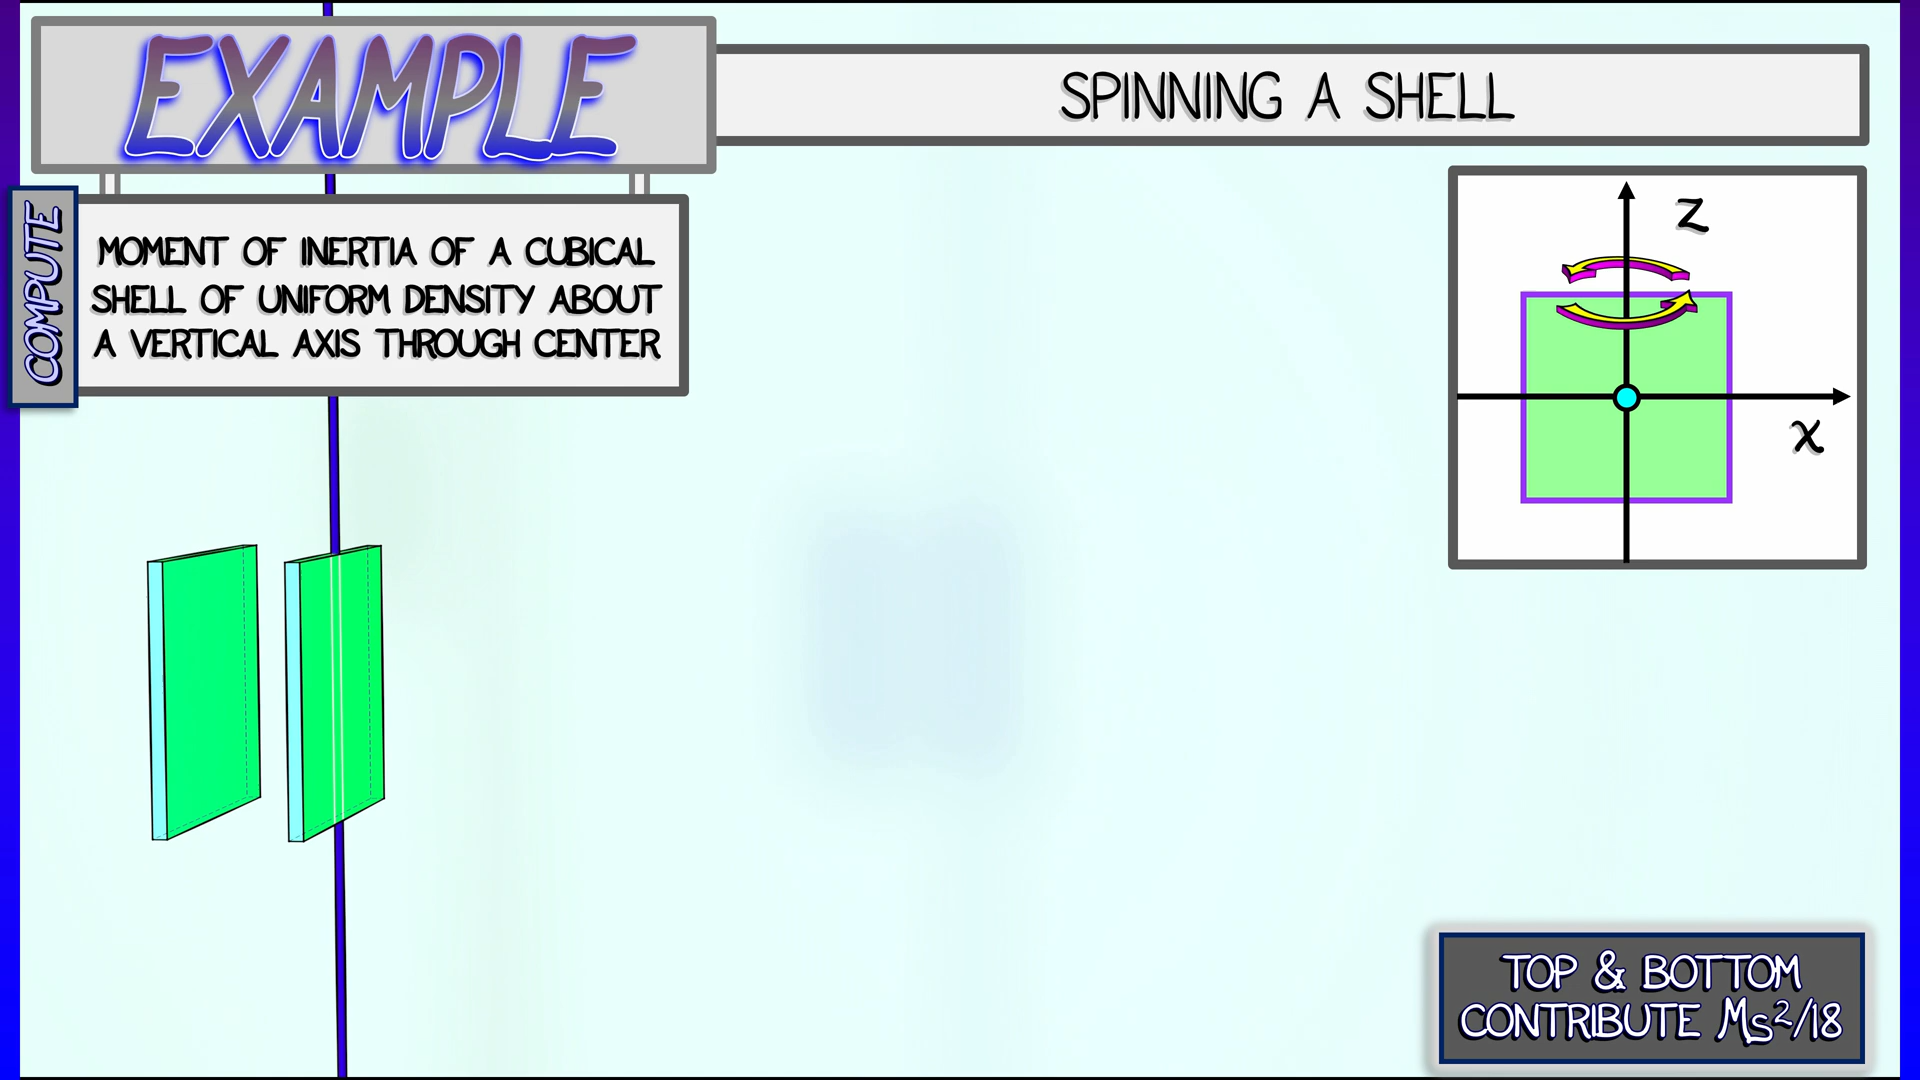 EXAMPLE
SPINNING A SHELL
COMPUTE
MOMENT OF INERTIA OF A CUBICAL
SHELL OF UNIFORM DENSITY ABOUT
A VERTICAL AXIS THROUGH CENTER
z
x
TOP & BOTTOM
CONTRIBUTE Ms²/18